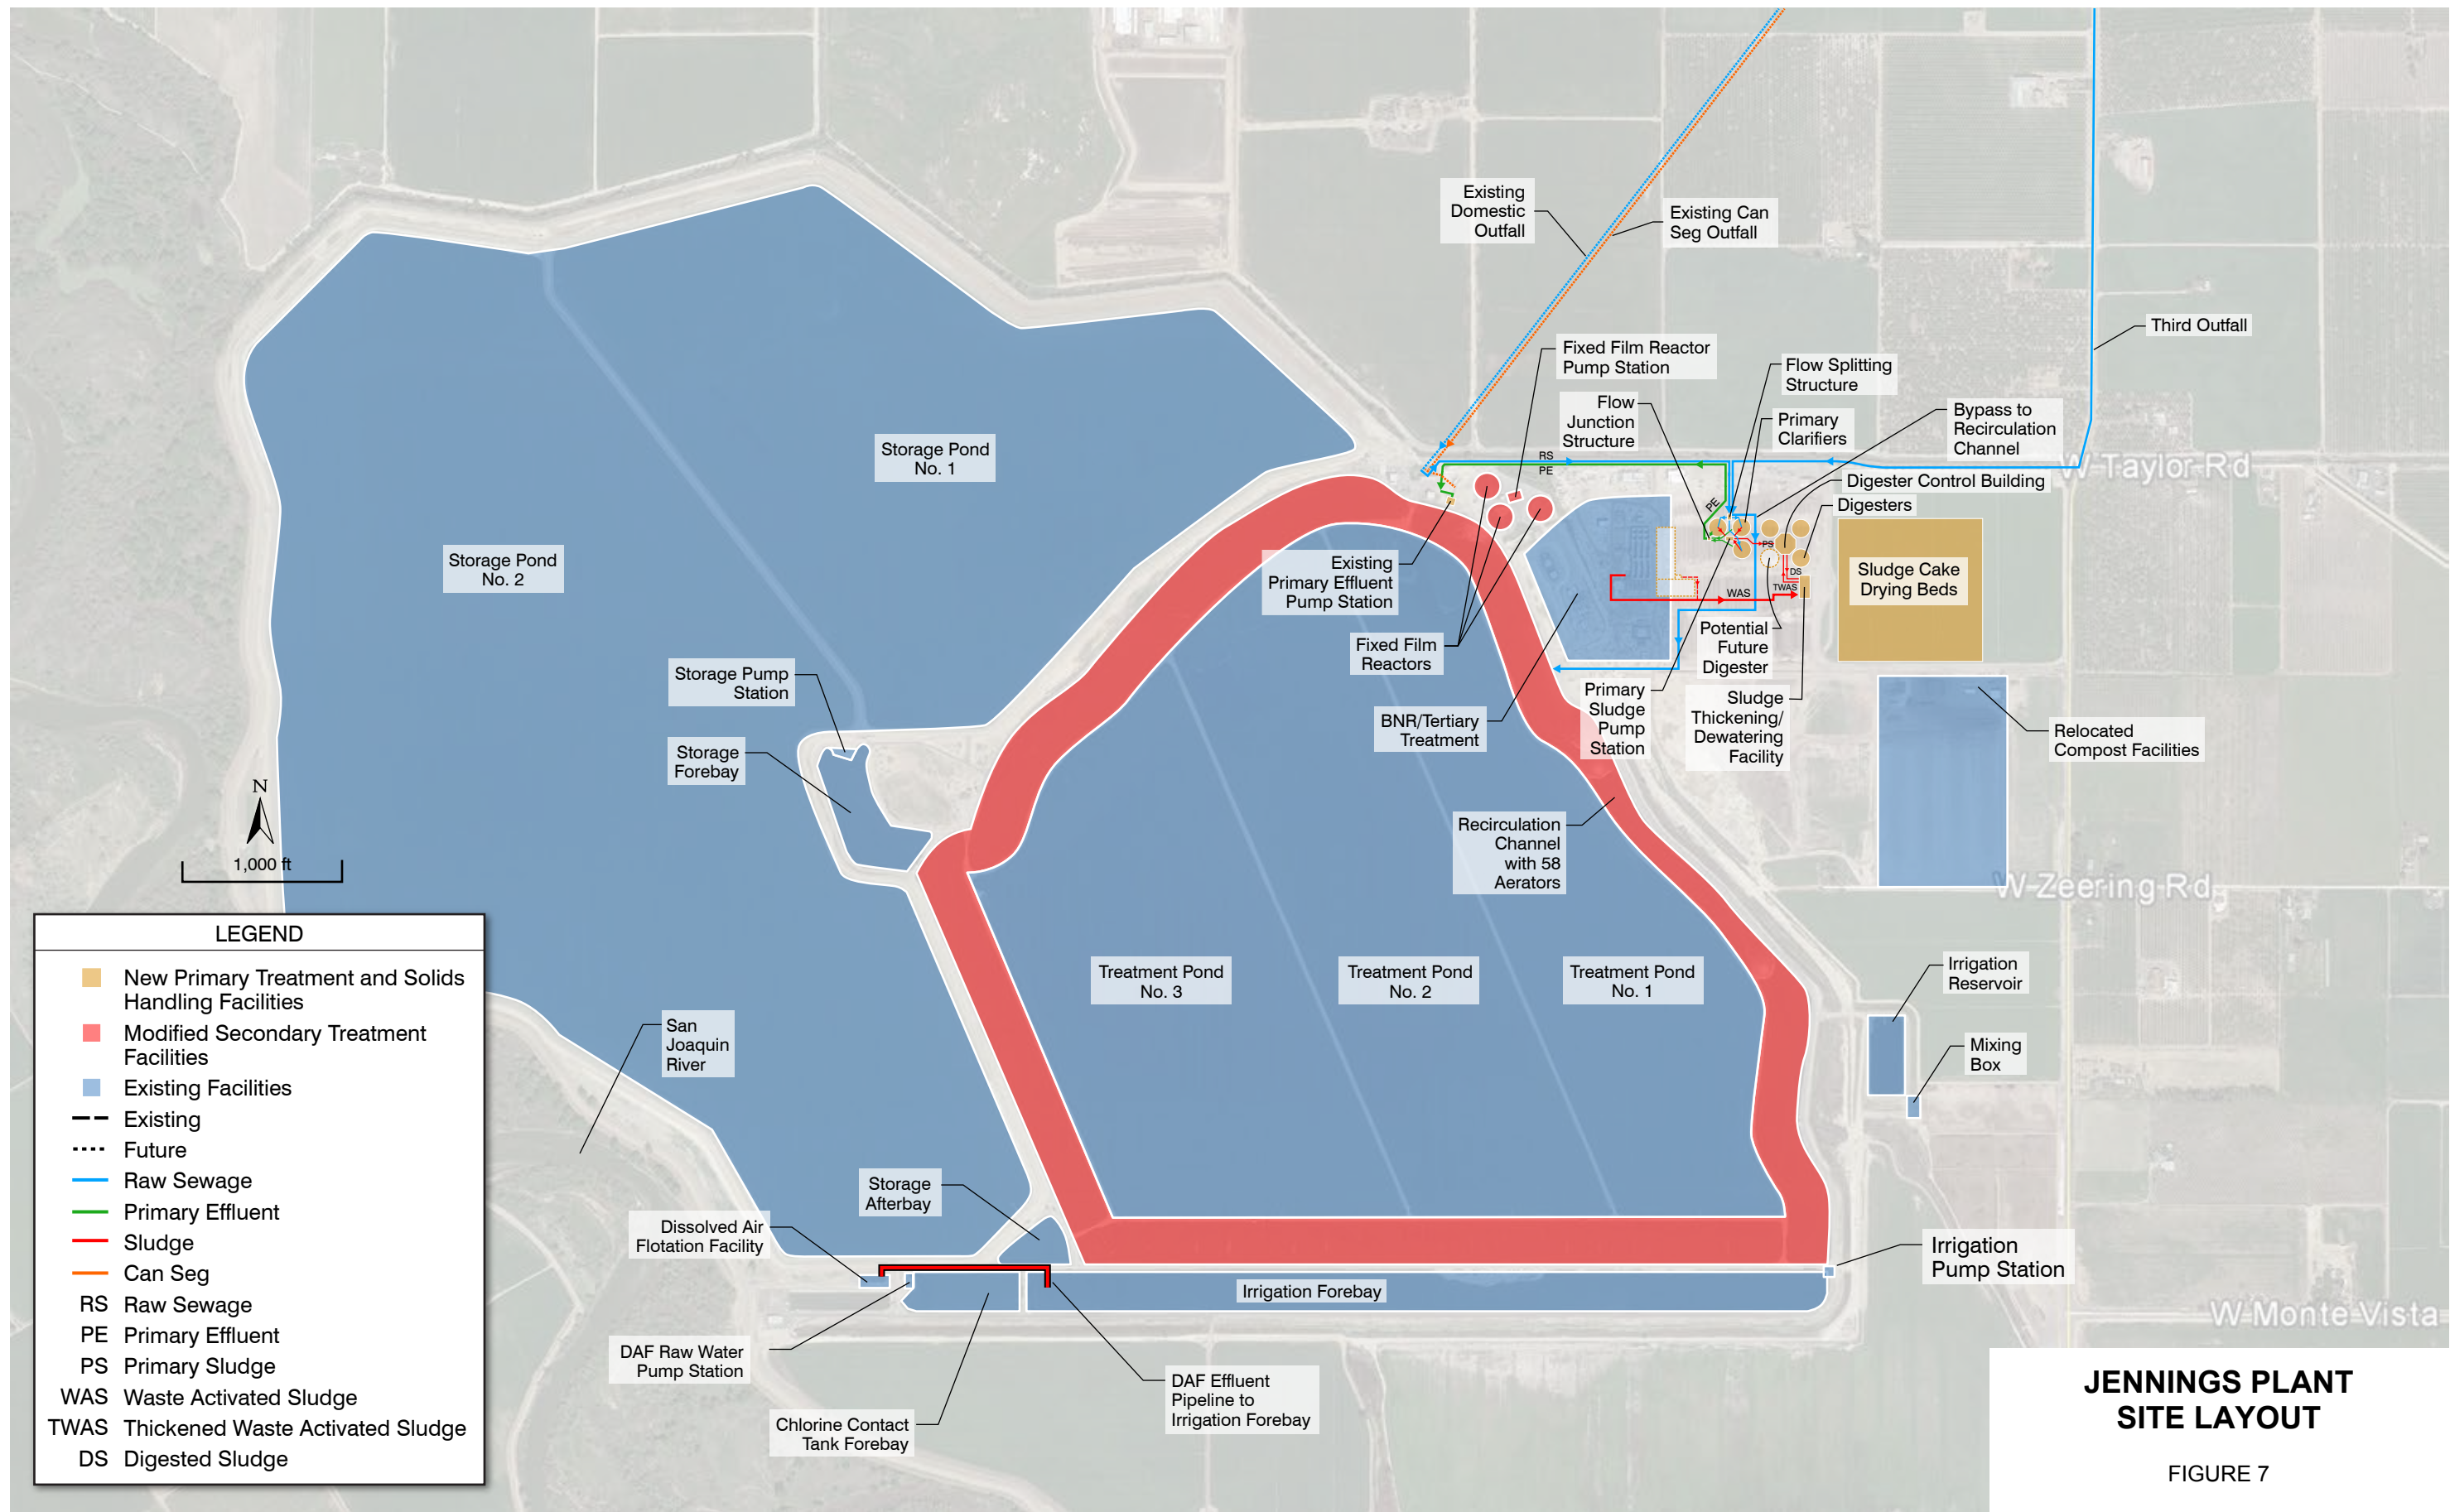 Existing
Domestic
Outfall
Existing Can
Seg Outfall
Third Outfall
Fixed Film Reactor
Pump Station
Flow Splitting
Structure
Flow
Junction
Structure
Primary
Clarifiers
Bypass to
Recirculation
Channel
Storage Pond
No. 1
RS
PE
W Taylor Rd
Digester Control Building
Digesters
PE
PS
Storage Pond
No. 2
Existing
Primary Effluent
Pump Station
Sludge Cake
Drying Beds
DS
TWAS
WAS
Fixed Film
Reactors
Potential
Future
Digester
Storage Pump
Station
Primary
Sludge
Pump
Station
Sludge
Thickening/
Dewatering
Facility
BNR/Tertiary
Treatment
Relocated
Compost Facilities
Storage
Forebay
N
1,000 ft
Recirculation
Channel
with 58
Aerators
W Zeering Rd
Treatment Pond
No. 3
Treatment Pond
No. 2
Treatment Pond
No. 1
Irrigation
Reservoir
Mixing
Box
San
Joaquin
River
Storage
Afterbay
Dissolved Air
Flotation Facility
Irrigation
Pump Station
Irrigation Forebay
W Monte Vista
DAF Raw Water
Pump Station
DAF Effluent
Pipeline to
Irrigation Forebay
Chlorine Contact
Tank Forebay
LEGEND
New Primary Treatment and Solids
Handling Facilities
Modified Secondary Treatment
Facilities
Existing Facilities
Existing
Future
Raw Sewage
Primary Effluent
Sludge
Can Seg
RS Raw Sewage
PE Primary Effluent
PS Primary Sludge
WAS Waste Activated Sludge
TWAS Thickened Waste Activated Sludge
DS Digested Sludge
JENNINGS PLANT
SITE LAYOUT
FIGURE 7